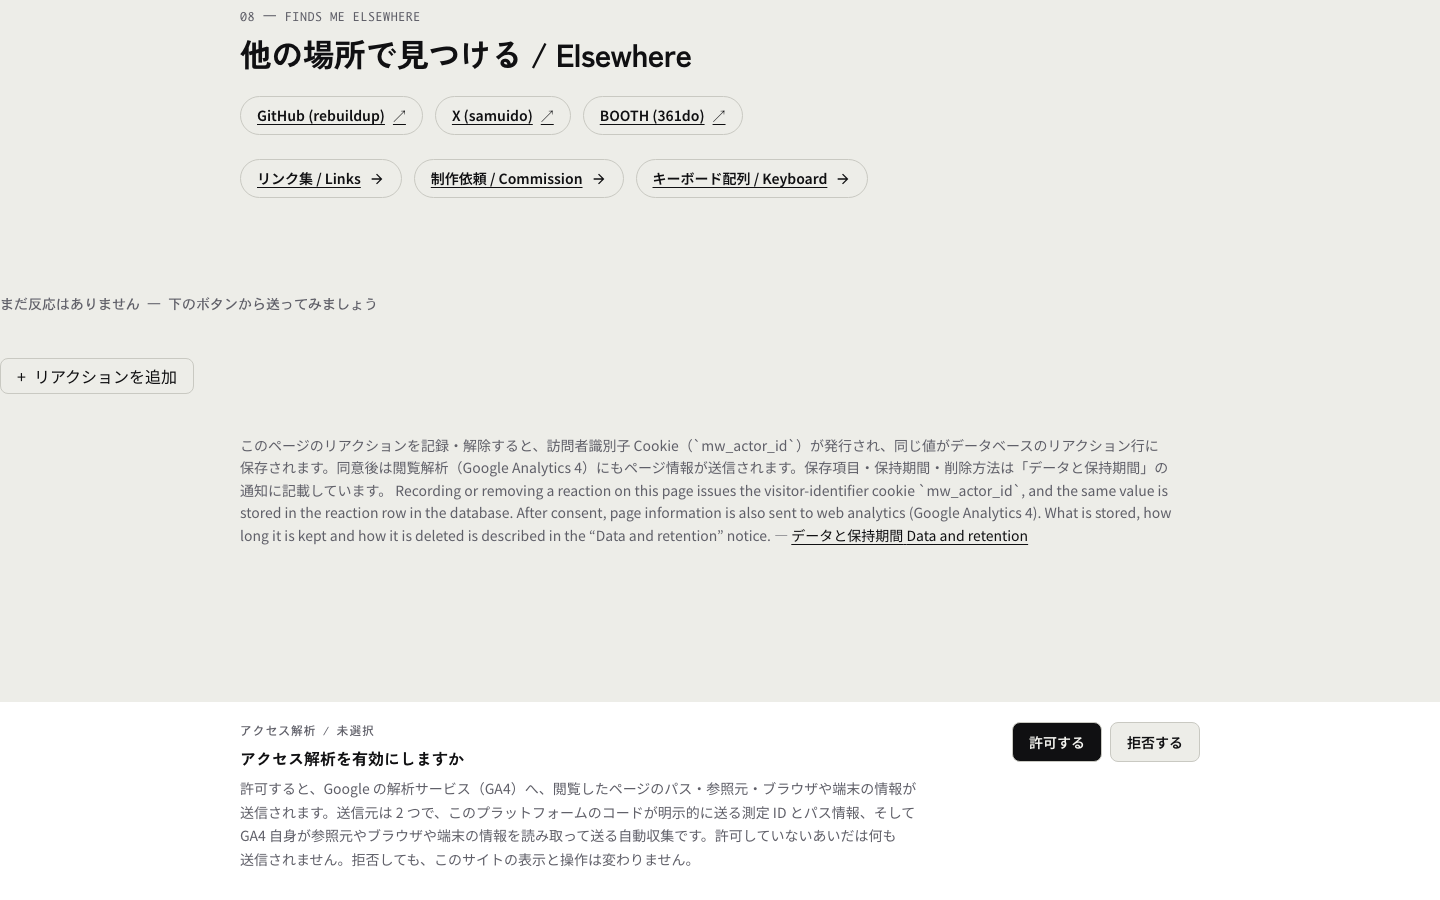 08 — FINDS ME ELSEWHERE
他の場所で見つける / Elsewhere
GitHub (rebuildup) ↗ X (samuido) ↗ BOOTH (361do) ↗
リンク集 / Links → 制作依頼 / Commission → キーボード配列 / Keyboard →
まだ反応はありません — 下のボタンから送ってみましょう
+ リアクションを追加
このページのリアクションを記録・解除すると、訪問者識別子 Cookie（`mw_actor_id`）が発行され、同じ値がデータベースのリアクション行に
保存されます。同意後は閲覧解析（Google Analytics 4）にもページ情報が送信されます。保存項目・保持期間・削除方法は「データと保持期間」の
通知に記載しています。 Recording or removing a reaction on this page issues the visitor-identifier cookie `mw_actor_id`, and the same value is
stored in the reaction row in the database. After consent, page information is also sent to web analytics (Google Analytics 4). What is stored, how
long it is kept and how it is deleted is described in the “Data and retention” notice. — データと保持期間 Data and retention
アクセス解析 / 未選択
アクセス解析を有効にしますか
許可する 拒否する
許可すると、Google の解析サービス（GA4）へ、閲覧したページのパス・参照元・ブラウザや端末の情報が
送信されます。送信元は 2 つで、このプラットフォームのコードが明示的に送る測定 ID とパス情報、そして
GA4 自身が参照元やブラウザや端末の情報を読み取って送る自動収集です。許可していないあいだは何も
送信されません。拒否しても、このサイトの表示と操作は変わりません。